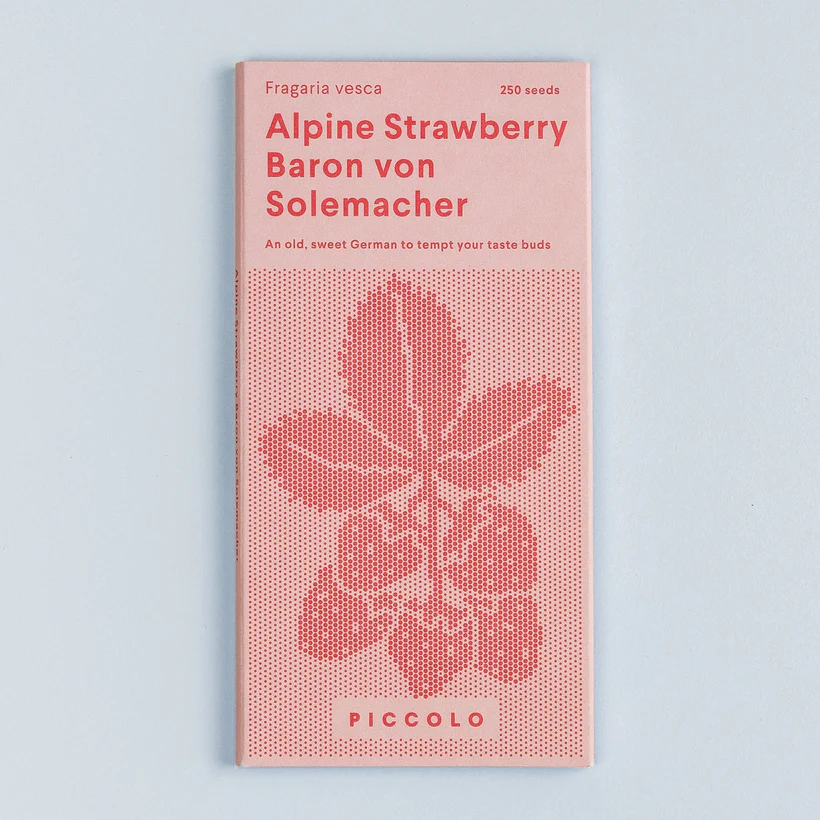 Fragaria vesca
250 seeds
Alpine Strawberry
Baron von
Solemacher
An old, sweet German to tempt your taste buds
PICCOLO